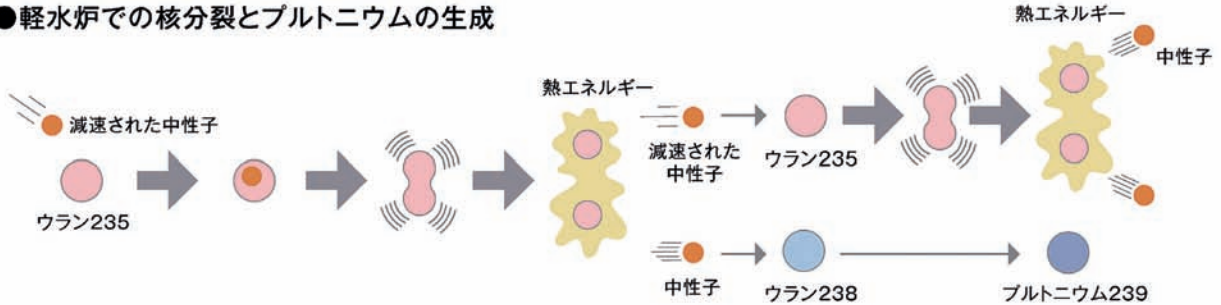 ●軽水炉での核分裂とプルトニウムの生成
減速された中性子
ウラン235
熱エネルギー
減速された
中性子
ウラン235
熱エネルギー
中性子
中性子
ウラン238
プルトニウム239